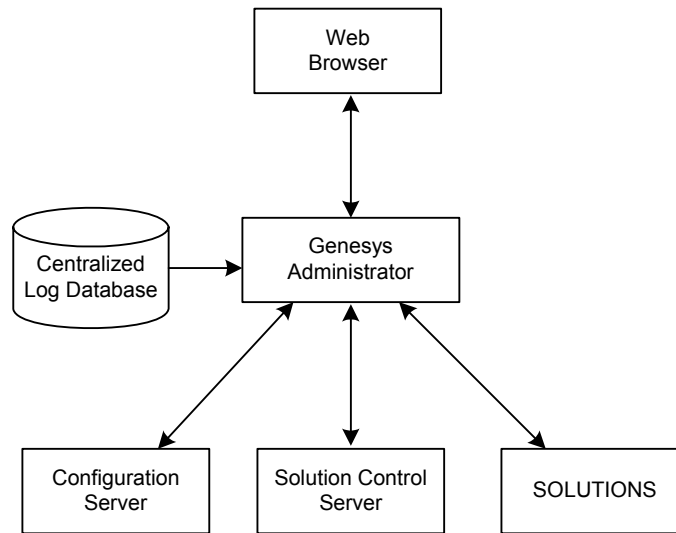 Web
Browser
Genesys
Administrator
Centralized
Log Database
Configuration
Server
Solution Control
Server
SOLUTIONS